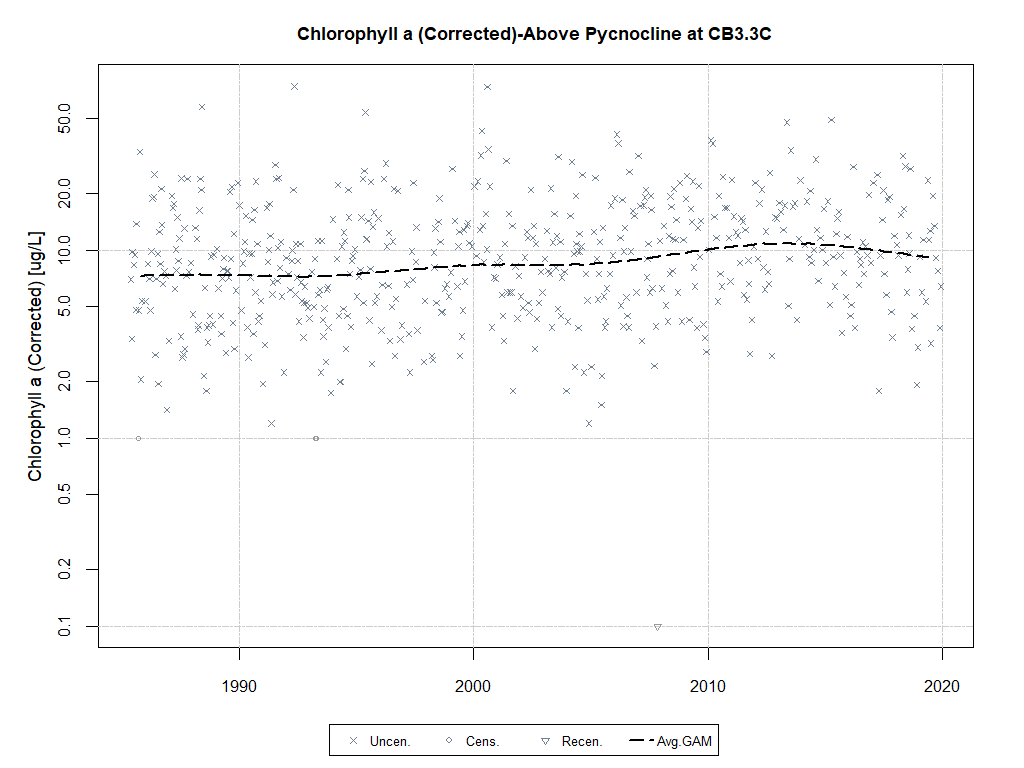 Chlorophyll a (Corrected)-Above Pycnocline at CB3.3C
Chlorophyll a (Corrected) [ug/L]
50.0
20.0
10.0
5.0
2.0
1.0
0.5
0.2
0.1
1990 2000 2010 2020
Uncen. Cens. Recen. Avg.GAM